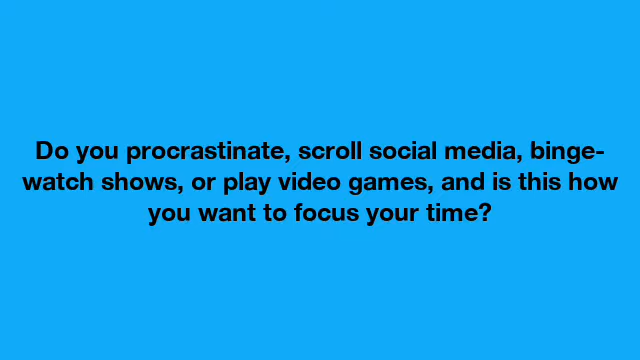 Do you procrastinate, scroll social media, binge-
watch shows, or play video games, and is this how
you want to focus your time?